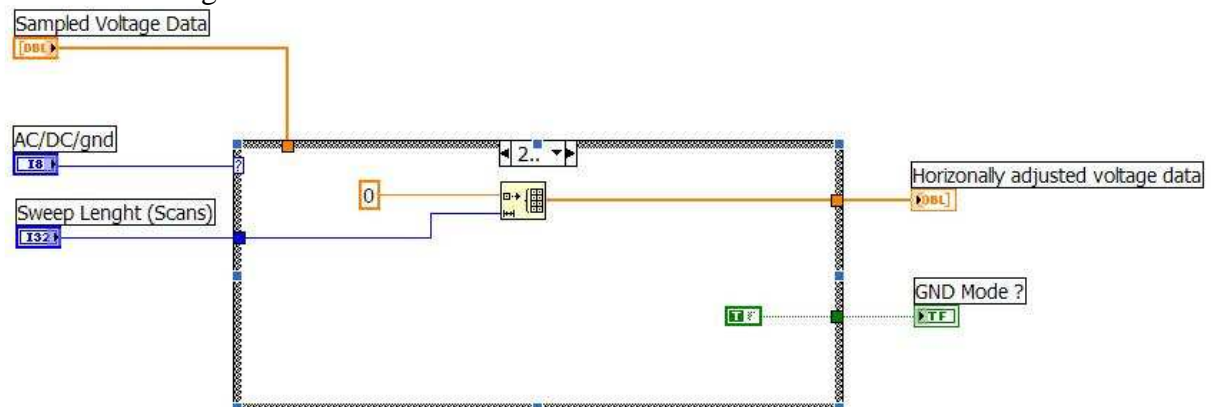 Sampled Voltage Data
[DBL]
AC/DC/gnd
I8
?
2..
Horizonally adjusted voltage data
DBL]
0
Sweep Lenght (Scans)
I32
GND Mode ?
T F
TF